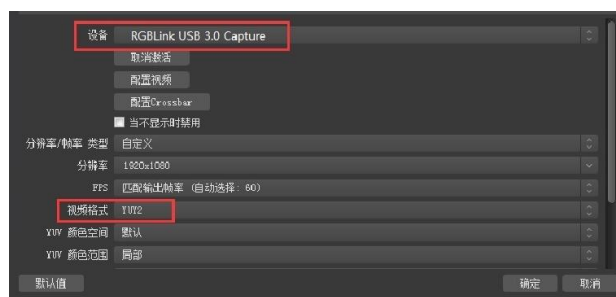 设备 RGBLink USB 3.0 Capture
取消激活
配置视频
配置Crossbar
当不显示时禁用
分辨率/帧率 类型 自定义
分辨率 1920x1080
FPS 匹配输出帧率 (自动选择: 60)
视频格式 YUY2
YUV 颜色空间 默认
YUV 颜色范围 局部
默认值 确定 取消